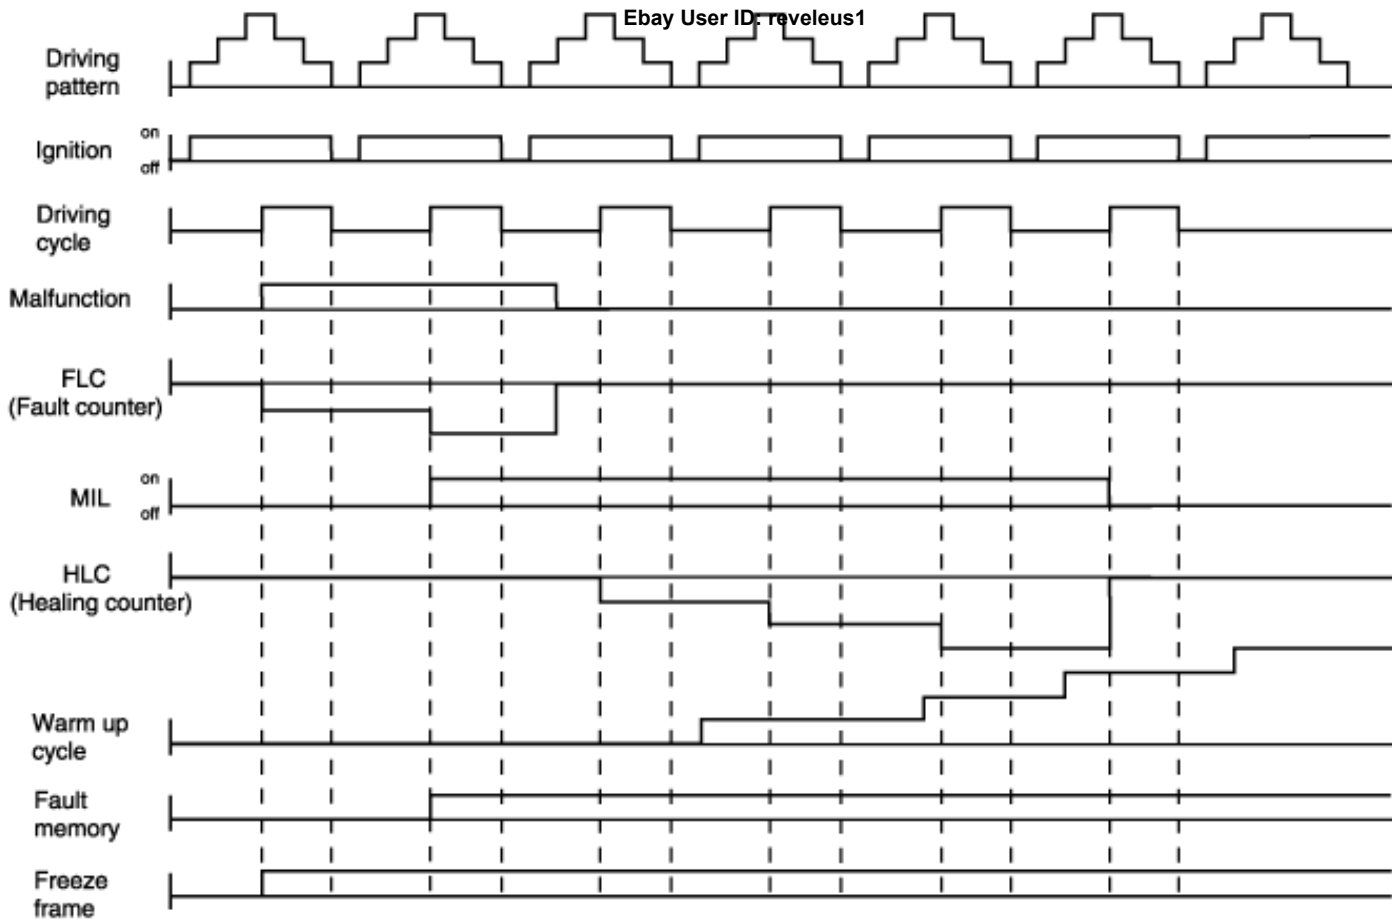 Ebay User ID: reveleus1
Driving
pattern
on
Ignition
off
Driving
cycle
Malfunction
FLC
(Fault counter)
on
MIL
off
HLC
(Healing counter)
Warm up
cycle
Fault
memory
Freeze
frame